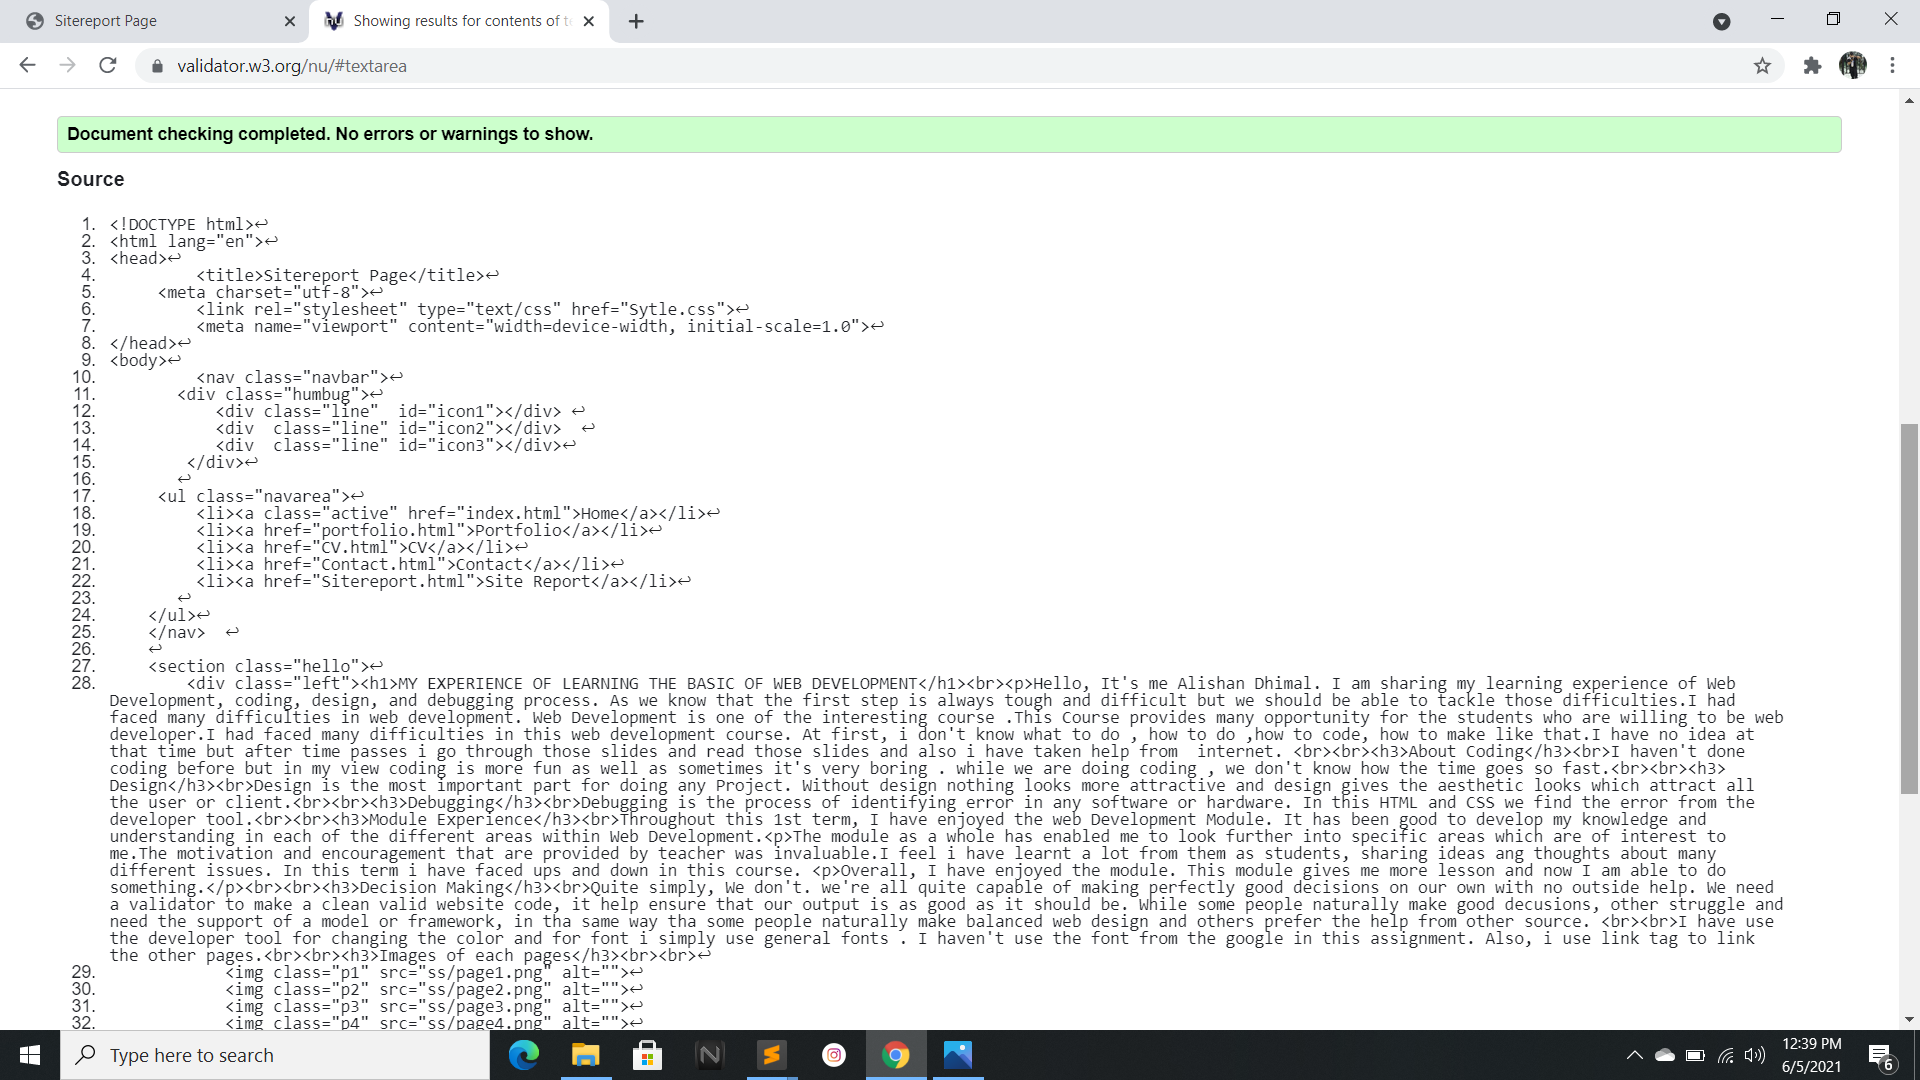 Sitereport Page
Showing results for contents of t
validator.w3.org/nu/#textarea
Document checking completed. No errors or warnings to show.
Source
1. <!DOCTYPE html>↩
2. <html lang="en">↩
3. <head>↩
4. <title>Sitereport Page</title>↩
5. <meta charset="utf-8">↩
6. <link rel="stylesheet" type="text/css" href="Sytle.css">↩
7. <meta name="viewport" content="width=device-width, initial-scale=1.0">↩
8. </head>↩
9. <body>↩
10. <nav class="navbar">↩
11. <div class="humbug">↩
12. <div class="line"  id="icon1"></div> ↩
13. <div  class="line" id="icon2"></div>  ↩
14. <div  class="line" id="icon3"></div>↩
15. </div>↩
16. ↩
17. <ul class="navarea">↩
18. <li><a class="active" href="index.html">Home</a></li>↩
19. <li><a href="portfolio.html">Portfolio</a></li>↩
20. <li><a href="CV.html">CV</a></li>↩
21. <li><a href="Contact.html">Contact</a></li>↩
22. <li><a href="Sitereport.html">Site Report</a></li>↩
23. ↩
24. </ul>↩
25. </nav>  ↩
26. ↩
27. <section class="hello">↩
28. <div class="left"><h1>MY EXPERIENCE OF LEARNING THE BASIC OF WEB DEVELOPMENT</h1><br><p>Hello, It's me Alishan Dhimal. I am sharing my learning experience of Web
Development, coding, design, and debugging process. As we know that the first step is always tough and difficult but we should be able to tackle those difficulties.I had
faced many difficulties in web development. Web Development is one of the interesting course .This Course provides many opportunity for the students who are willing to be web
developer.I had faced many difficulties in this web development course. At first, i don't know what to do , how to do ,how to code, how to make like that.I have no idea at
that time but after time passes i go through those slides and read those slides and also i have taken help from  internet. <br><br><h3>About Coding</h3><br>I haven't done
coding before but in my view coding is more fun as well as sometimes it's very boring . while we are doing coding , we don't know how the time goes so fast.<br><br><h3>
Design</h3><br>Design is the most important part for doing any Project. Without design nothing looks more attractive and design gives the aesthetic looks which attract all
the user or client.<br><br><h3>Debugging</h3><br>Debugging is the process of identifying error in any software or hardware. In this HTML and CSS we find the error from the
developer tool.<br><br><h3>Module Experience</h3><br>Throughout this 1st term, I have enjoyed the web Development Module. It has been good to develop my knowledge and
understanding in each of the different areas within Web Development.<p>The module as a whole has enabled me to look further into specific areas which are of interest to
me.The motivation and encouragement that are provided by teacher was invaluable.I feel i have learnt a lot from them as students, sharing ideas ang thoughts about many
different issues. In this term i have faced ups and down in this course. <p>Overall, I have enjoyed the module. This module gives me more lesson and now I am able to do
something.</p><br><br><h3>Decision Making</h3><br>Quite simply, We don't. we're all quite capable of making perfectly good decisions on our own with no outside help. We need
a validator to make a clean valid website code, it help ensure that our output is as good as it should be. While some people naturally make good decusions, other struggle and
need the support of a model or framework, in tha same way tha some people naturally make balanced web design and others prefer the help from other source. <br><br>I have use
the developer tool for changing the color and for font i simply use general fonts . I haven't use the font from the google in this assignment. Also, i use link tag to link
the other pages.<br><br><h3>Images of each pages</h3><br><br>↩
29. <img class="p1" src="ss/page1.png" alt="">↩
30. <img class="p2" src="ss/page2.png" alt="">↩
31. <img class="p3" src="ss/page3.png" alt="">↩
32. <img class="p4" src="ss/page4.png" alt="">↩
Type here to search
12:39 PM
6/5/2021
6